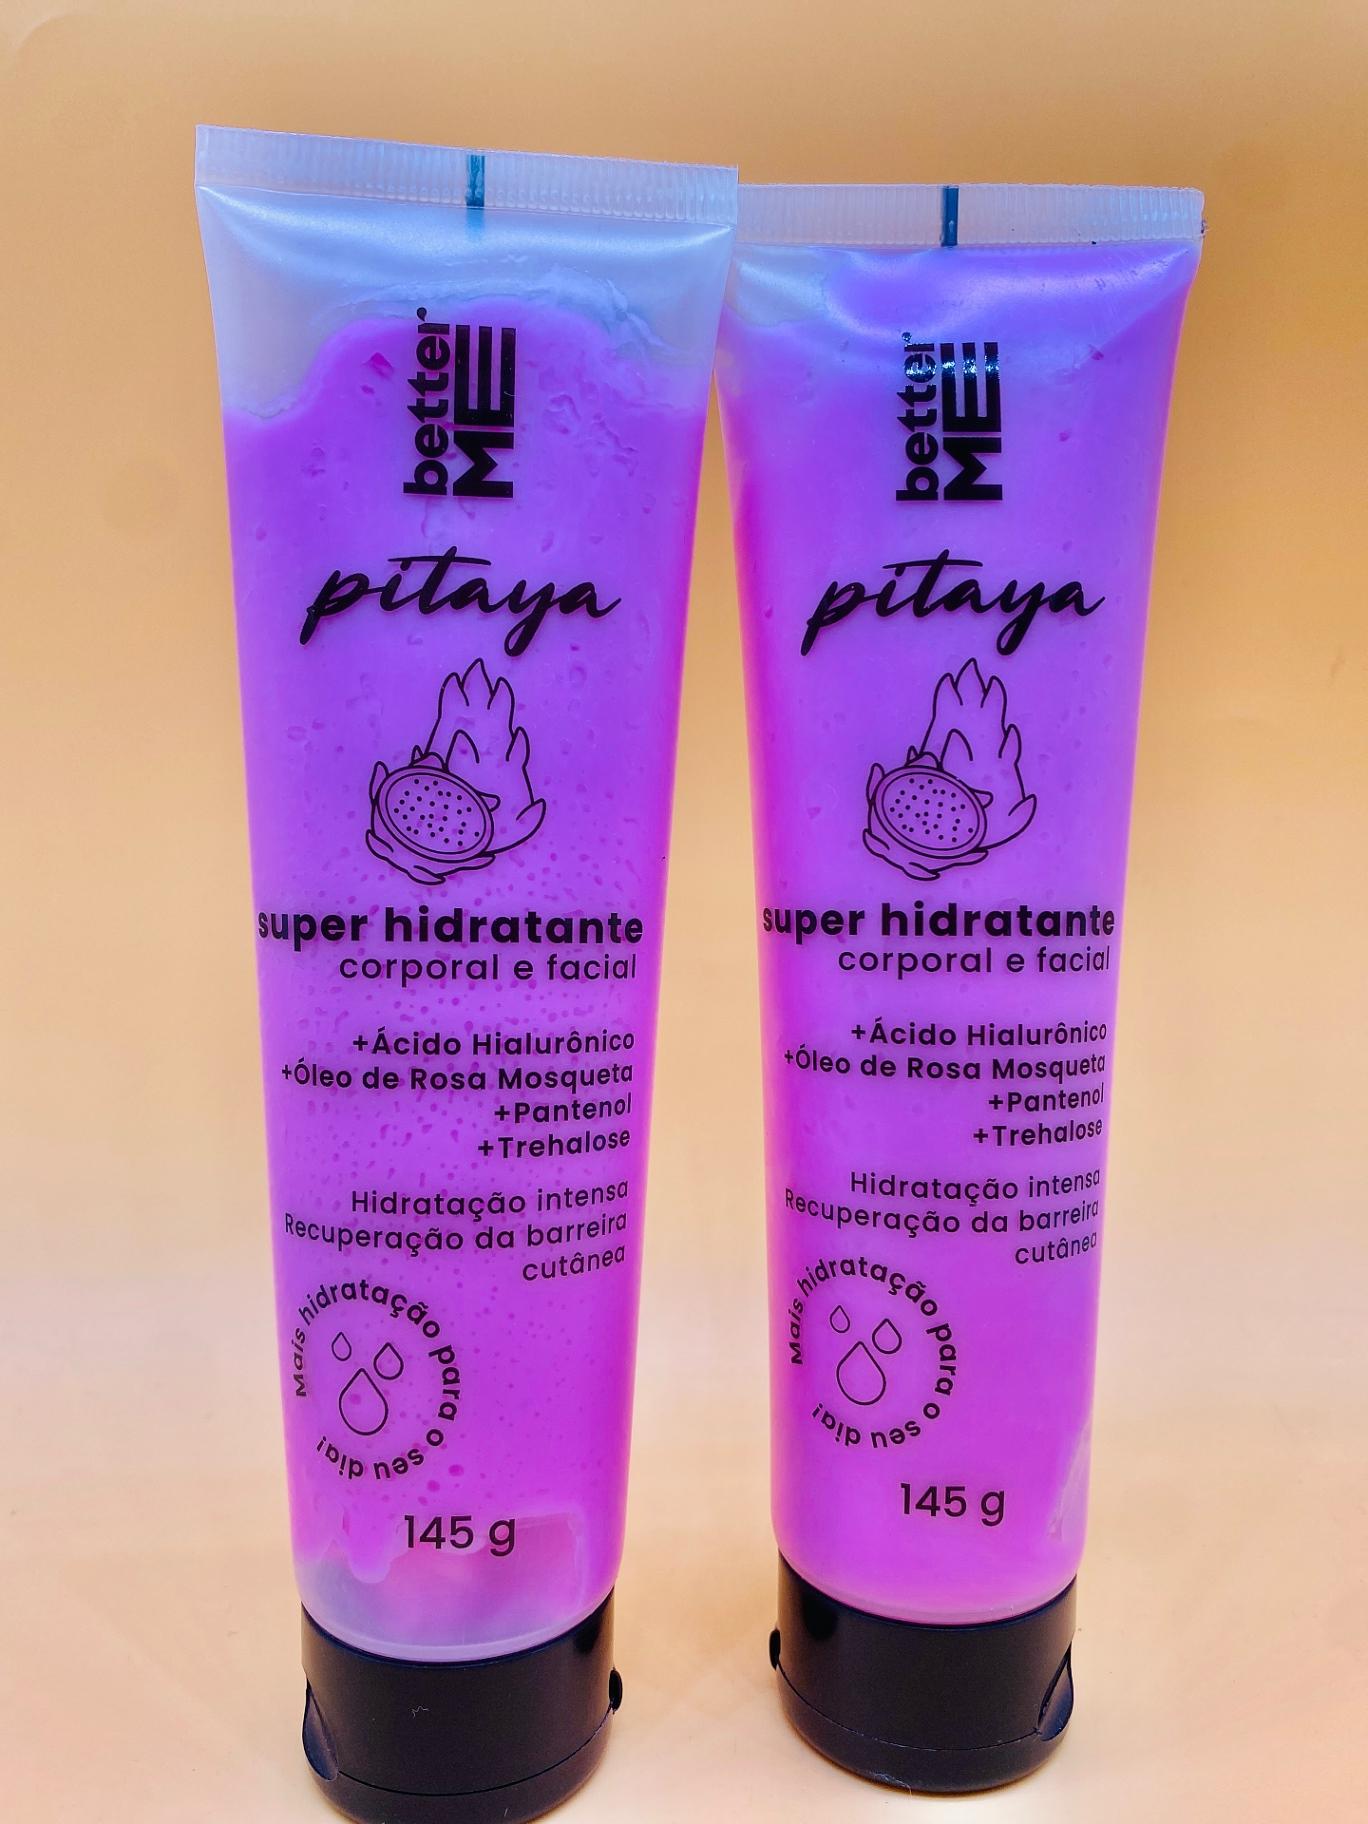 better
ME
pitaya
super hidratante
corporal e facial
+Ácido Hialurônico
+Óleo de Rosa Mosqueta
+Pantenol
+Trehalose
Hidratação intensa
Recuperação da barreira
cutânea
Mais hidratação para o seu dia!
145 g
better
ME
pitaya
super hidratante
corporal e facial
+Ácido Hialurônico
+Óleo de Rosa Mosqueta
+Pantenol
+Trehalose
Hidratação intensa
Recuperação da barreira
cutânea
Mais hidratação para o seu dia!
145 g